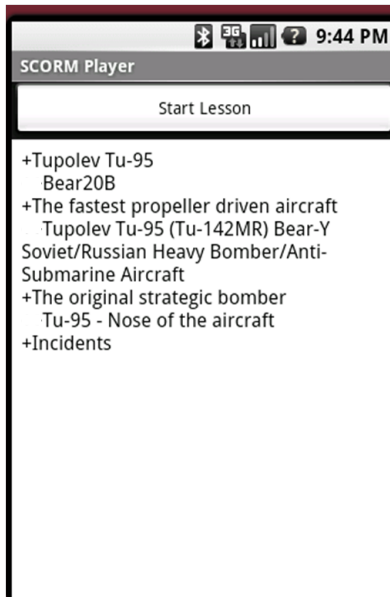 3G ? 9:44 PM
SCORM Player
Start Lesson
+Tupolev Tu-95
Bear20B
+The fastest propeller driven aircraft
Tupolev Tu-95 (Tu-142MR) Bear-Y
Soviet/Russian Heavy Bomber/Anti-
Submarine Aircraft
+The original strategic bomber
Tu-95 - Nose of the aircraft
+Incidents